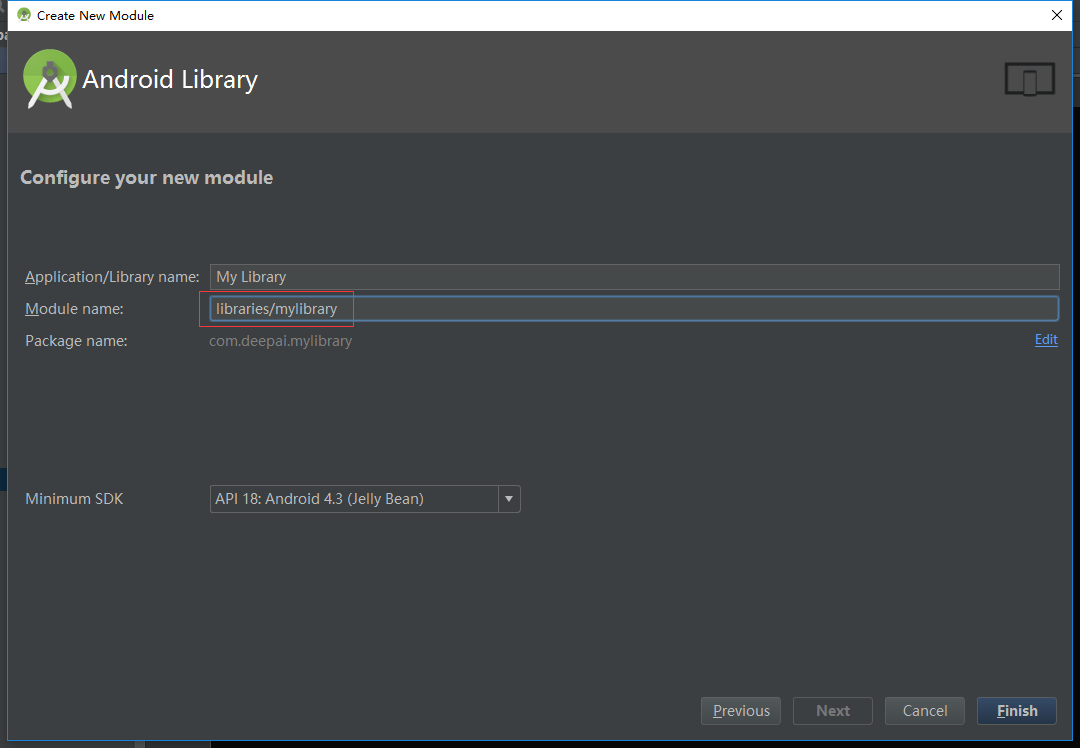 Create New Module
Android Library
Configure your new module
Application/Library name: My Library
Module name: libraries/mylibrary
Package name: com.deepai.mylibrary Edit
Minimum SDK API 18: Android 4.3 (Jelly Bean)
Previous Next Cancel Finish